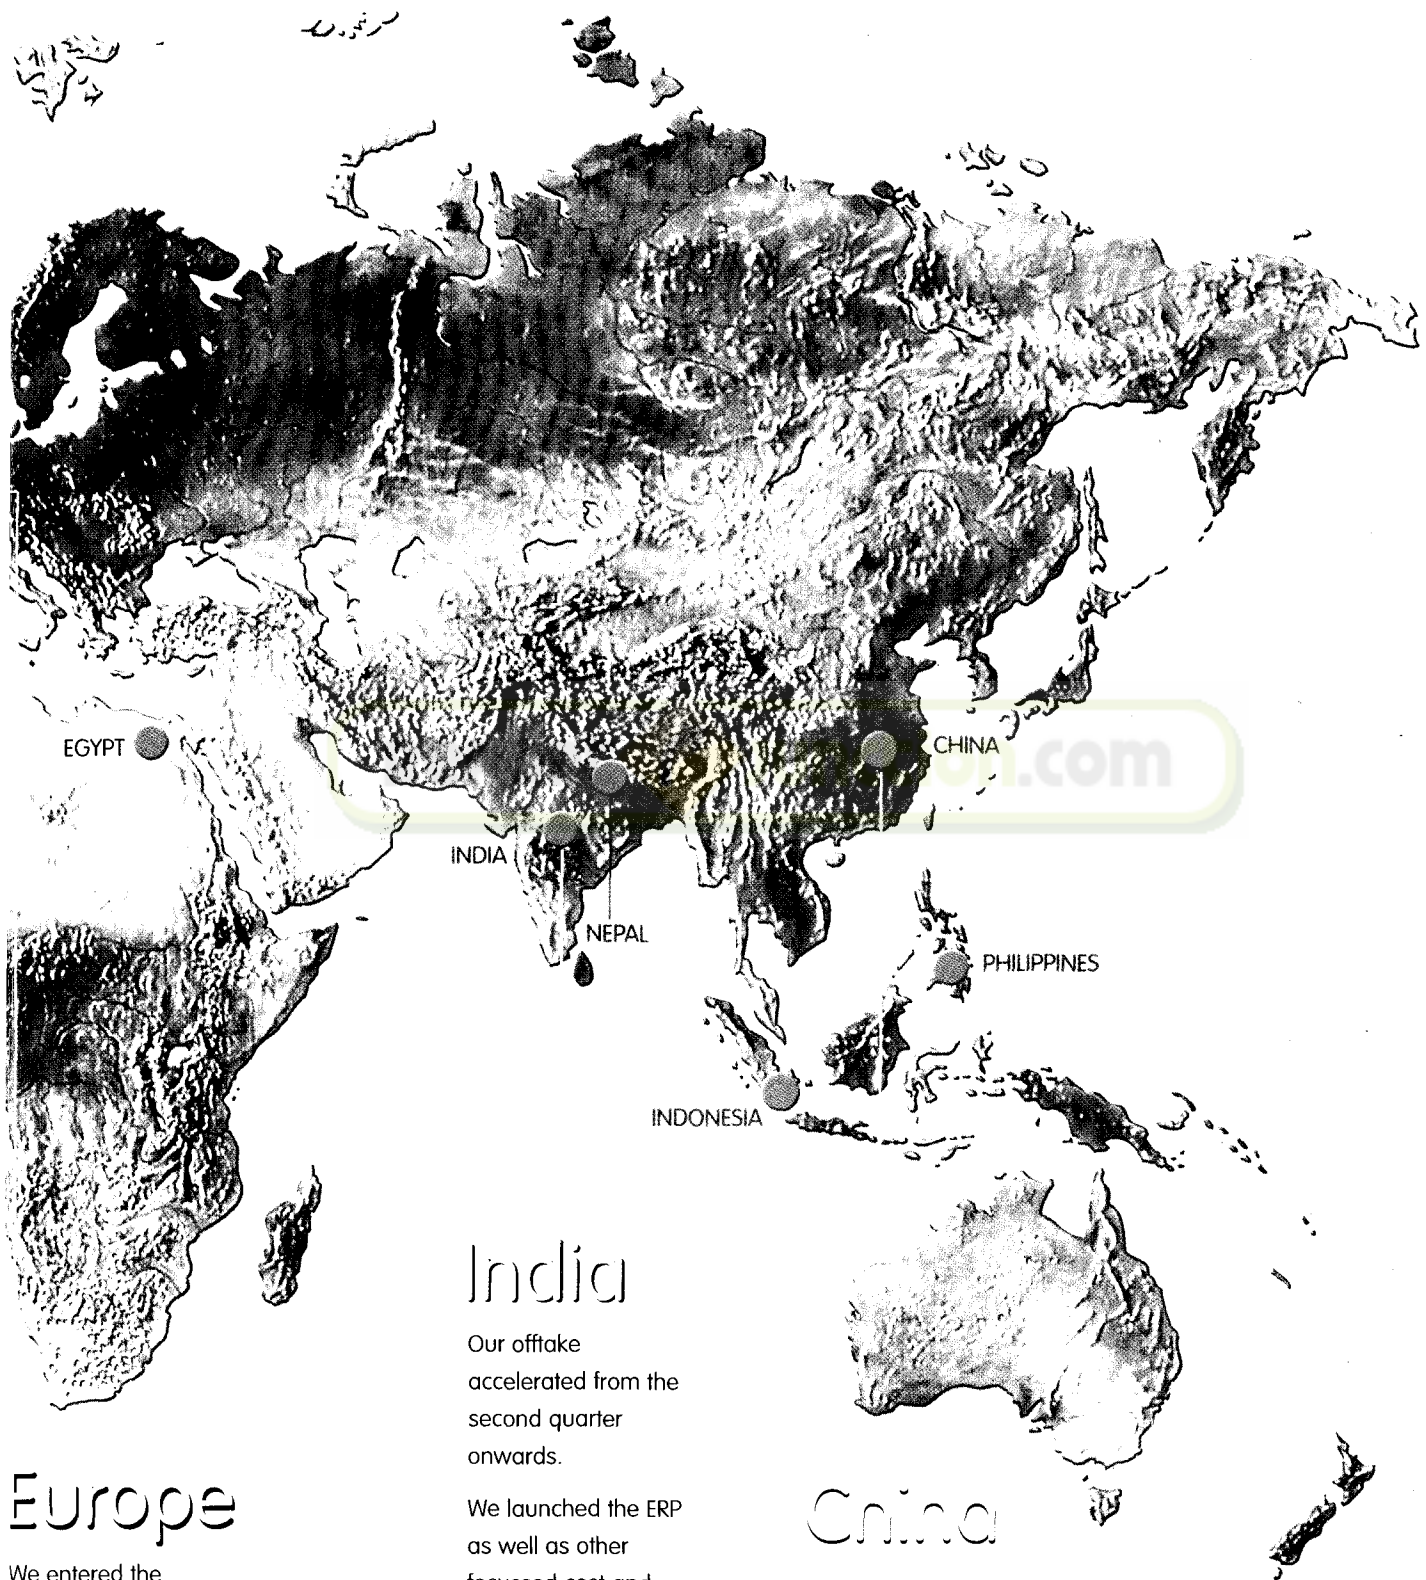 EGYPT
CHINA
.com
INDIA
NEPAL
PHILIPPINES
INDONESIA
India
Our offtake
accelerated from the
second quarter
onwards.
We launched the ERP
as well as other
Europe
We entered the
China